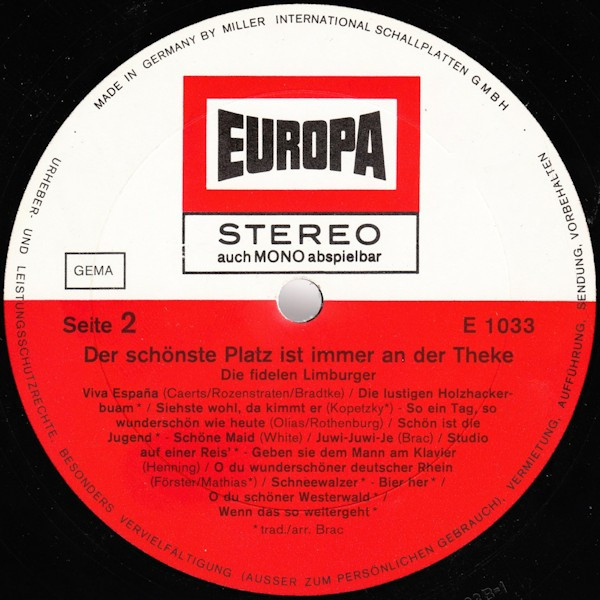 MADE IN GERMANY BY MILLER INTERNATIONAL SCHALLPLATTEN GMBH
EUROPA
STEREO
auch MONO abspielbar
GEMA
Seite 2
E 1033
Der schönste Platz ist immer an der Theke
Die fidelen Limburger
Viva España (Caerts/Rozenstraten/Bradtke) / Die lustigen Holzhacker-
buam* / Siehste wohl, da kimmt er (Kopetzky*) - So ein Tag, so
wunderschön wie heute (Olias/Rothenburg) / Schön ist die
Jugend* - Schöne Maid (White) / Juwi-Juwi-Je (Brac) / Studio
auf einer Reis'* - Geben sie dem Mann am Klavier
(Henning) / O du wunderschöner deutscher Rhein
(Förster/Mathias*) / Schneewalzer* - Bier her* /
O du schöner Westerwald* /
Wenn das so weitergeht*
*trad./arr. Brac
URHEBER- UND LEISTUNGSSCHUTZRECHTE, BESONDERS VERVIELFÄLTIGUNG (AUSSER ZUM PERSÖNLICHEN GEBRAUCH), VERMIETUNG, AUFFÜHRUNG, SENDUNG, VORBEHALTEN